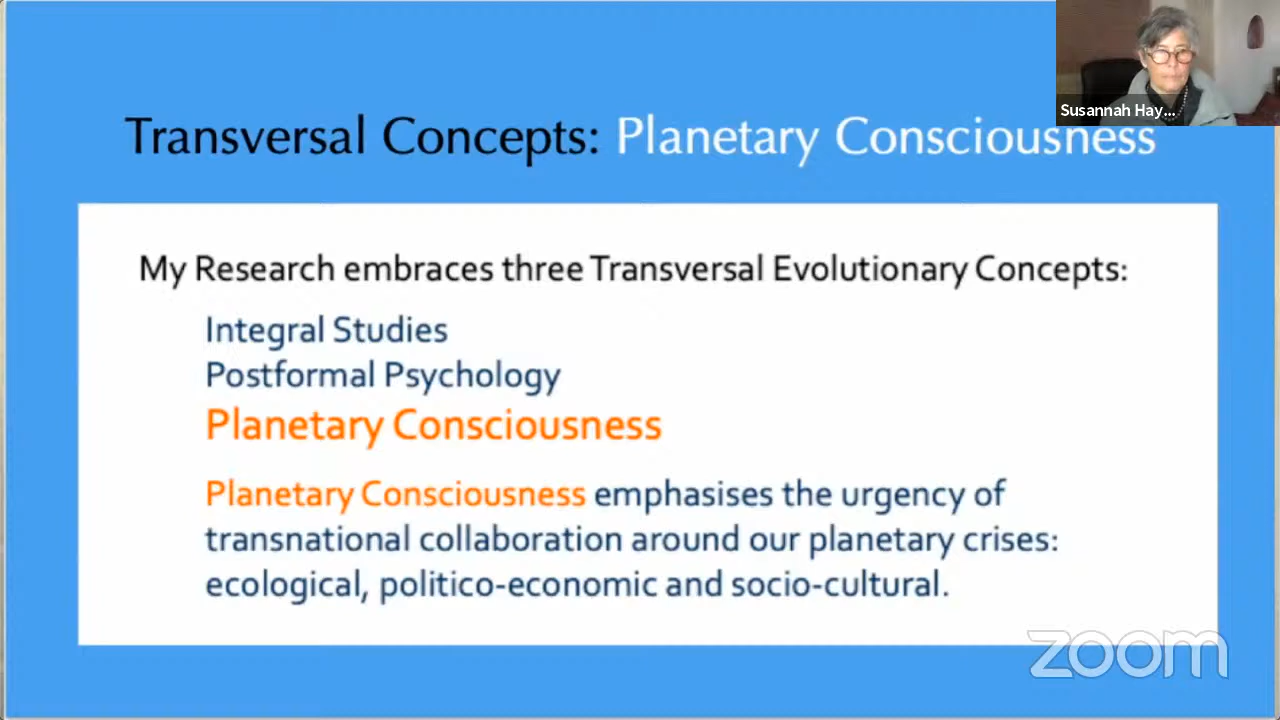 Susannah Hay...
Transversal Concepts: Planetary Consciousness
My Research embraces three Transversal Evolutionary Concepts:
Integral Studies
Postformal Psychology
Planetary Consciousness
Planetary Consciousness emphasises the urgency of
transnational collaboration around our planetary crises:
ecological, politico-economic and socio-cultural.
zoom